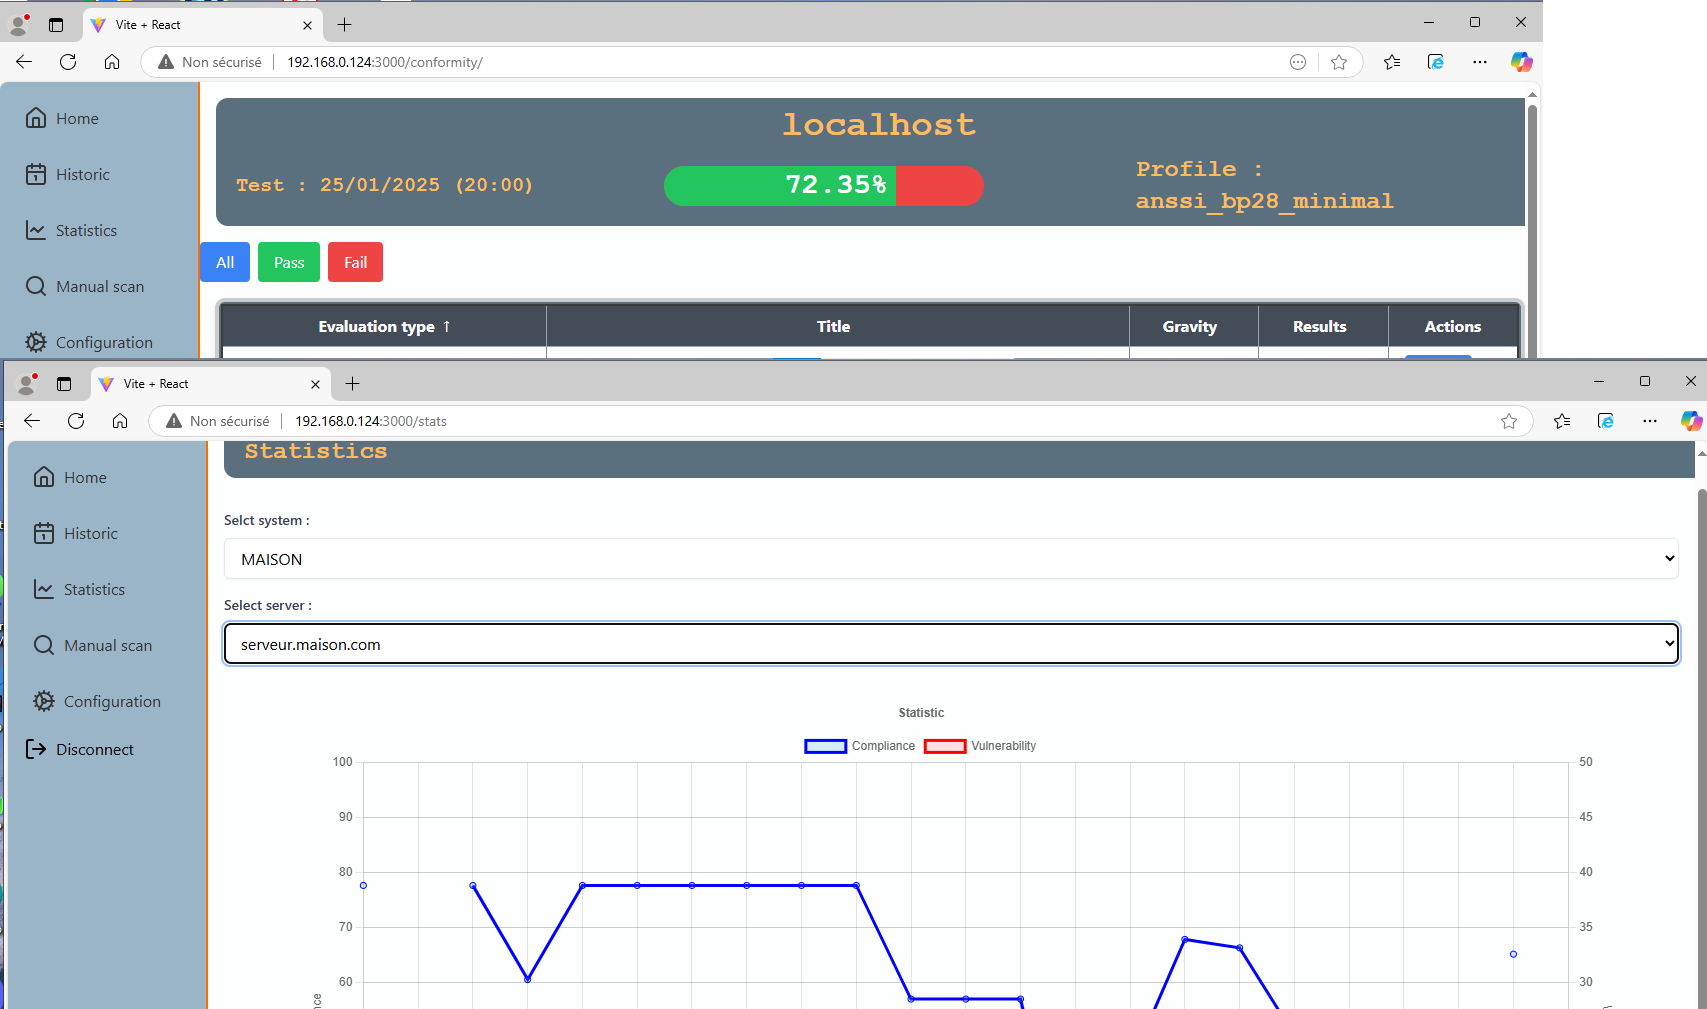 Vite + React
Non sécurisé 192.168.0.124:3000/conformity/
Home
Historic
Statistics
Manual scan
Configuration
localhost
Test : 25/01/2025 (20:00)
72.35%
Profile :
anssi_bp28_minimal
All Pass Fail
Evaluation type ↑ Title Gravity Results Actions
Vite + React
Non sécurisé 192.168.0.124:3000/stats
Home
Historic
Statistics
Manual scan
Configuration
Disconnect
Statistics
Selct system :
MAISON
Select server :
serveur.maison.com
Statistic
Compliance Vulnerability
100 50
90 45
80 40
70 35
60 30